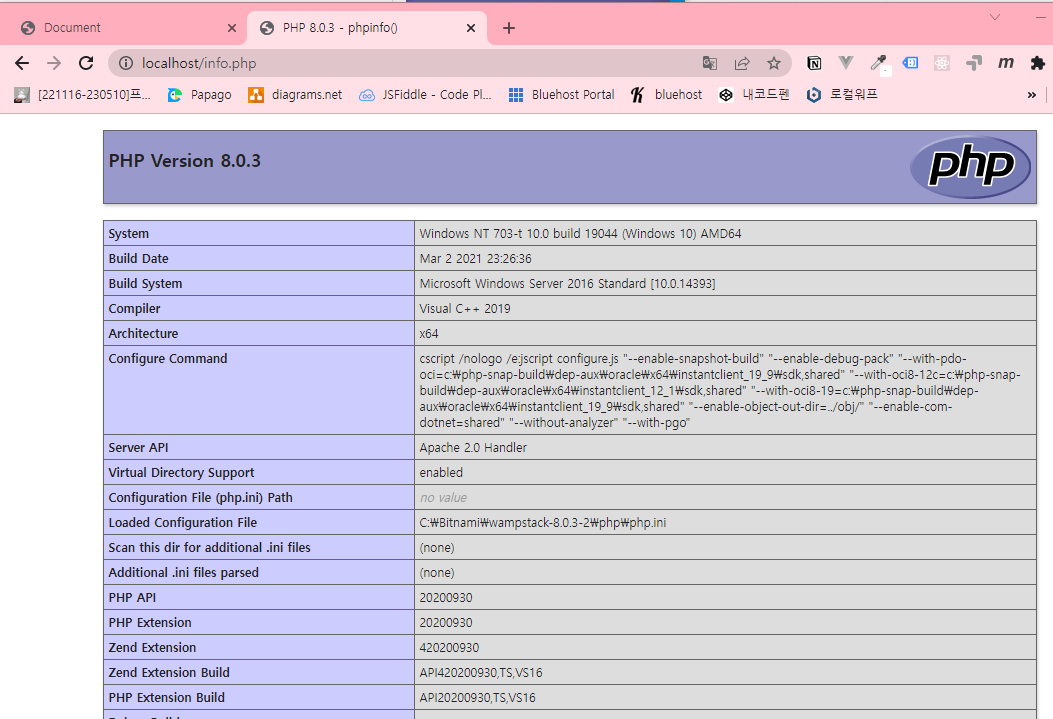 Document
PHP 8.0.3 - phpinfo()
localhost/info.php
[221116-230510]프...
Papago
diagrams.net
JSFiddle - Code Pl...
Bluehost Portal
bluehost
내코드펜
로컬워프
»
PHP Version 8.0.3
php
System Windows NT 703-t 10.0 build 19044 (Windows 10) AMD64
Build Date Mar 2 2021 23:26:36
Build System Microsoft Windows Server 2016 Standard [10.0.14393]
Compiler Visual C++ 2019
Architecture x64
Configure Command cscript /nologo /e:jscript configure.js "--enable-snapshot-build" "--enable-debug-pack" "--with-pdo-
oci=c:₩php-snap-build₩dep-aux₩oracle₩x64₩instantclient_19_9₩sdk,shared" "--with-oci8-12c=c:₩php-snap-
build₩dep-aux₩oracle₩x64₩instantclient_12_1₩sdk,shared" "--with-oci8-19=c:₩php-snap-build₩dep-
aux₩oracle₩x64₩instantclient_19_9₩sdk,shared" "--enable-object-out-dir=../obj/" "--enable-com-
dotnet=shared" "--without-analyzer" "--with-pgo"
Server API Apache 2.0 Handler
Virtual Directory Support enabled
Configuration File (php.ini) Path no value
Loaded Configuration File C:₩Bitnami₩wampstack-8.0.3-2₩php₩php.ini
Scan this dir for additional .ini files (none)
Additional .ini files parsed (none)
PHP API 20200930
PHP Extension 20200930
Zend Extension 420200930
Zend Extension Build API420200930,TS,VS16
PHP Extension Build API20200930,TS,VS16